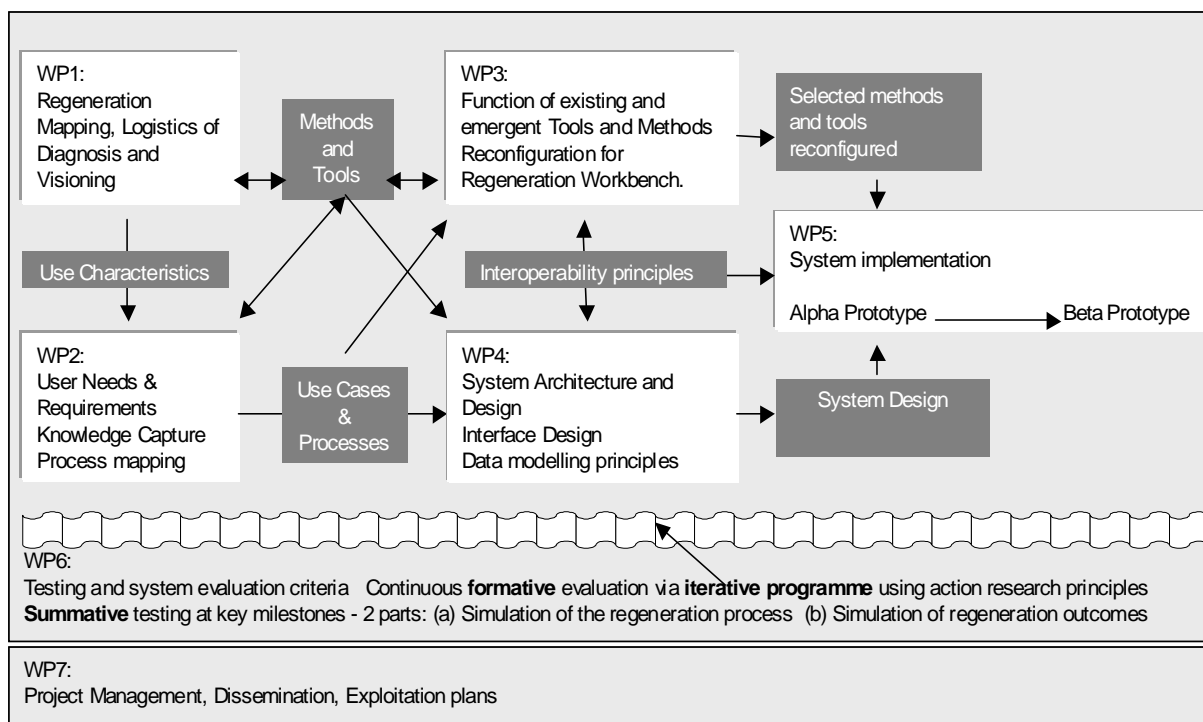 WP1:
Regeneration
Mapping, Logistics of
Diagnosis and
Visioning
Methods
and
Tools
WP3:
Function of existing and
emergent Tools and Methods
Reconfiguration for
Regeneration Workbench.
Selected methods
and tools
reconfigured
Use Characteristics
Interoperability principles
WP5:
System implementation
Alpha Prototype
Beta Prototype
WP2:
User Needs &
Requirements
Knowledge Capture
Process mapping
Use Cases
&
Processes
WP4:
System Architecture and
Design
Interface Design
Data modelling principles
System Design
WP6:
Testing and system evaluation criteria Continuous formative evaluation via iterative programme using action research principles
Summative testing at key milestones - 2 parts: (a) Simulation of the regeneration process (b) Simulation of regeneration outcomes
WP7:
Project Management, Dissemination, Exploitation plans